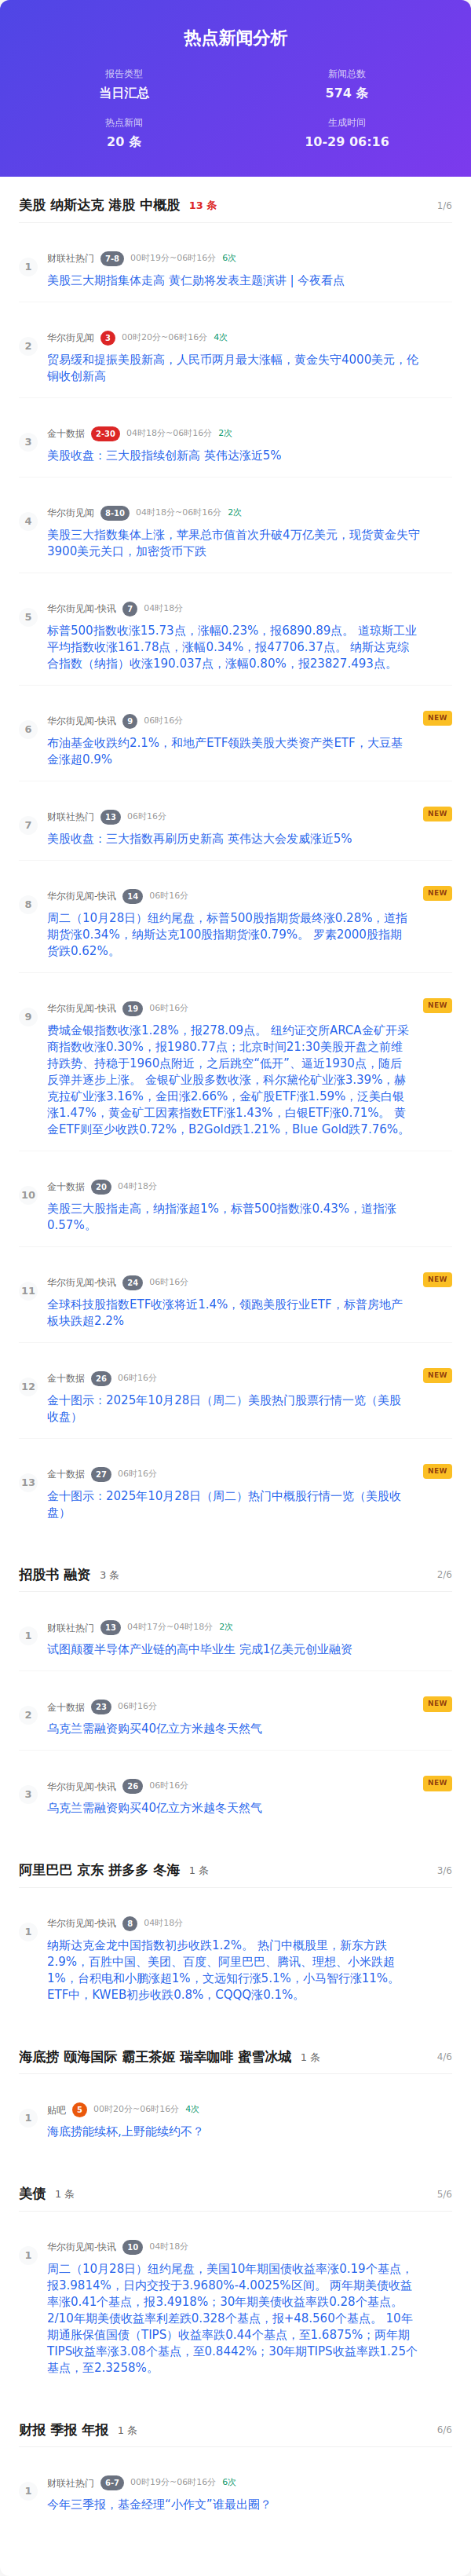 热点新闻分析
报告类型
新闻总数
当日汇总
574 条
热点新闻
生成时间
20 条
10-29 06:16
美股 纳斯达克 港股 中概股 13 条 1/6
1 财联社热门 7-8 00时19分~06时16分 6次
美股三大期指集体走高 黄仁勋将发表主题演讲 | 今夜看点
2 华尔街见闻 3 00时20分~06时16分 4次
贸易缓和提振美股新高，人民币两月最大涨幅，黄金失守4000美元，伦
铜收创新高
3 金十数据 2-30 04时18分~06时16分 2次
美股收盘：三大股指续创新高 英伟达涨近5%
4 华尔街见闻 8-10 04时18分~06时16分 2次
美股三大指数集体上涨，苹果总市值首次升破4万亿美元，现货黄金失守
3900美元关口，加密货币下跌
5 华尔街见闻-快讯 7 04时18分
标普500指数收涨15.73点，涨幅0.23%，报6890.89点。 道琼斯工业
平均指数收涨161.78点，涨幅0.34%，报47706.37点。 纳斯达克综
合指数（纳指）收涨190.037点，涨幅0.80%，报23827.493点。
6 华尔街见闻-快讯 9 06时16分 NEW
布油基金收跌约2.1%，和地产ETF领跌美股大类资产类ETF，大豆基
金涨超0.9%
7 财联社热门 13 06时16分 NEW
美股收盘：三大指数再刷历史新高 英伟达大会发威涨近5%
8 华尔街见闻-快讯 14 06时16分 NEW
周二（10月28日）纽约尾盘，标普500股指期货最终涨0.28%，道指
期货涨0.34%，纳斯达克100股指期货涨0.79%。 罗素2000股指期
货跌0.62%。
9 华尔街见闻-快讯 19 06时16分 NEW
费城金银指数收涨1.28%，报278.09点。 纽约证交所ARCA金矿开采
商指数收涨0.30%，报1980.77点；北京时间21:30美股开盘之前维
持跌势、持稳于1960点附近，之后跳空“低开”、逼近1930点，随后
反弹并逐步上涨。 金银矿业股多数收涨，科尔黛伦矿业涨3.39%，赫
克拉矿业涨3.16%，金田涨2.66%，金矿股ETF涨1.59%，泛美白银
涨1.47%，黄金矿工因素指数ETF涨1.43%，白银ETF涨0.71%。 黄
金ETF则至少收跌0.72%，B2Gold跌1.21%，Blue Gold跌7.76%。
10 金十数据 20 04时18分
美股三大股指走高，纳指涨超1%，标普500指数涨0.43%，道指涨
0.57%。
11 华尔街见闻-快讯 24 06时16分 NEW
全球科技股指数ETF收涨将近1.4%，领跑美股行业ETF，标普房地产
板块跌超2.2%
12 金十数据 26 06时16分 NEW
金十图示：2025年10月28日（周二）美股热门股票行情一览（美股
收盘）
13 金十数据 27 06时16分 NEW
金十图示：2025年10月28日（周二）热门中概股行情一览（美股收
盘）
招股书 融资 3 条 2/6
1 财联社热门 13 04时17分~04时18分 2次
试图颠覆半导体产业链的高中毕业生 完成1亿美元创业融资
2 金十数据 23 06时16分 NEW
乌克兰需融资购买40亿立方米越冬天然气
3 华尔街见闻-快讯 26 06时16分 NEW
乌克兰需融资购买40亿立方米越冬天然气
阿里巴巴 京东 拼多多 冬海 1 条 3/6
1 华尔街见闻-快讯 8 04时18分
纳斯达克金龙中国指数初步收跌1.2%。 热门中概股里，新东方跌
2.9%，百胜中国、美团、百度、阿里巴巴、腾讯、理想、小米跌超
1%，台积电和小鹏涨超1%，文远知行涨5.1%，小马智行涨11%。
ETF中，KWEB初步收跌0.8%，CQQQ涨0.1%。
海底捞 颐海国际 霸王茶姬 瑞幸咖啡 蜜雪冰城 1 条 4/6
1 贴吧 5 00时20分~06时16分 4次
海底捞能续杯,上野能续约不？
美债 1 条 5/6
1 华尔街见闻-快讯 10 04时18分
周二（10月28日）纽约尾盘，美国10年期国债收益率涨0.19个基点，
报3.9814%，日内交投于3.9680%-4.0025%区间。 两年期美债收益
率涨0.41个基点，报3.4918%；30年期美债收益率跌0.28个基点。
2/10年期美债收益率利差跌0.328个基点，报+48.560个基点。 10年
期通胀保值国债（TIPS）收益率跌0.44个基点，至1.6875%；两年期
TIPS收益率涨3.08个基点，至0.8442%；30年期TIPS收益率跌1.25个
基点，至2.3258%。
财报 季报 年报 1 条 6/6
1 财联社热门 6-7 00时19分~06时16分 6次
今年三季报，基金经理“小作文”谁最出圈？